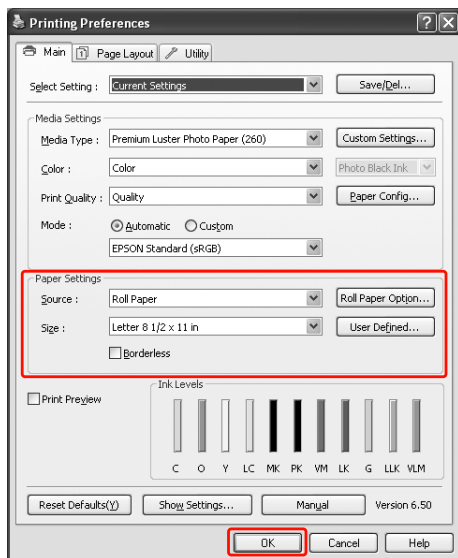 Printing Preferences
Main Page Layout Utility
Select Setting : Current Settings Save/Del...
Media Settings
Media Type : Premium Luster Photo Paper (260) Custom Settings...
Color : Color Photo Black Ink
Print Quality : Quality Paper Config...
Mode : Automatic Custom
EPSON Standard (sRGB)
Paper Settings
Source : Roll Paper Roll Paper Option...
Size : Letter 8 1/2 x 11 in User Defined...
Borderless
Print Preview
Ink Levels
C O Y LC MK PK VM LK G LLK VLM
Reset Defaults(Y) Show Settings... Manual Version 6.50
OK Cancel Help